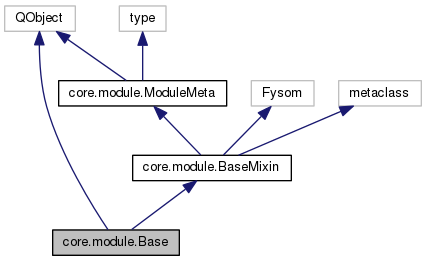 QObject
type
core.module.ModuleMeta
Fysom
metaclass
core.module.BaseMixin
core.module.Base